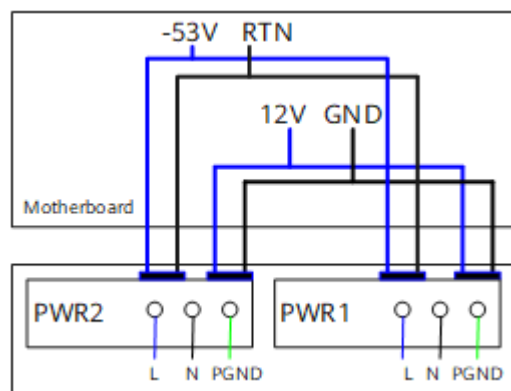 -53V RTN
12V GND
Motherboard
PWR2
PWR1
L N PGND
L N PGND